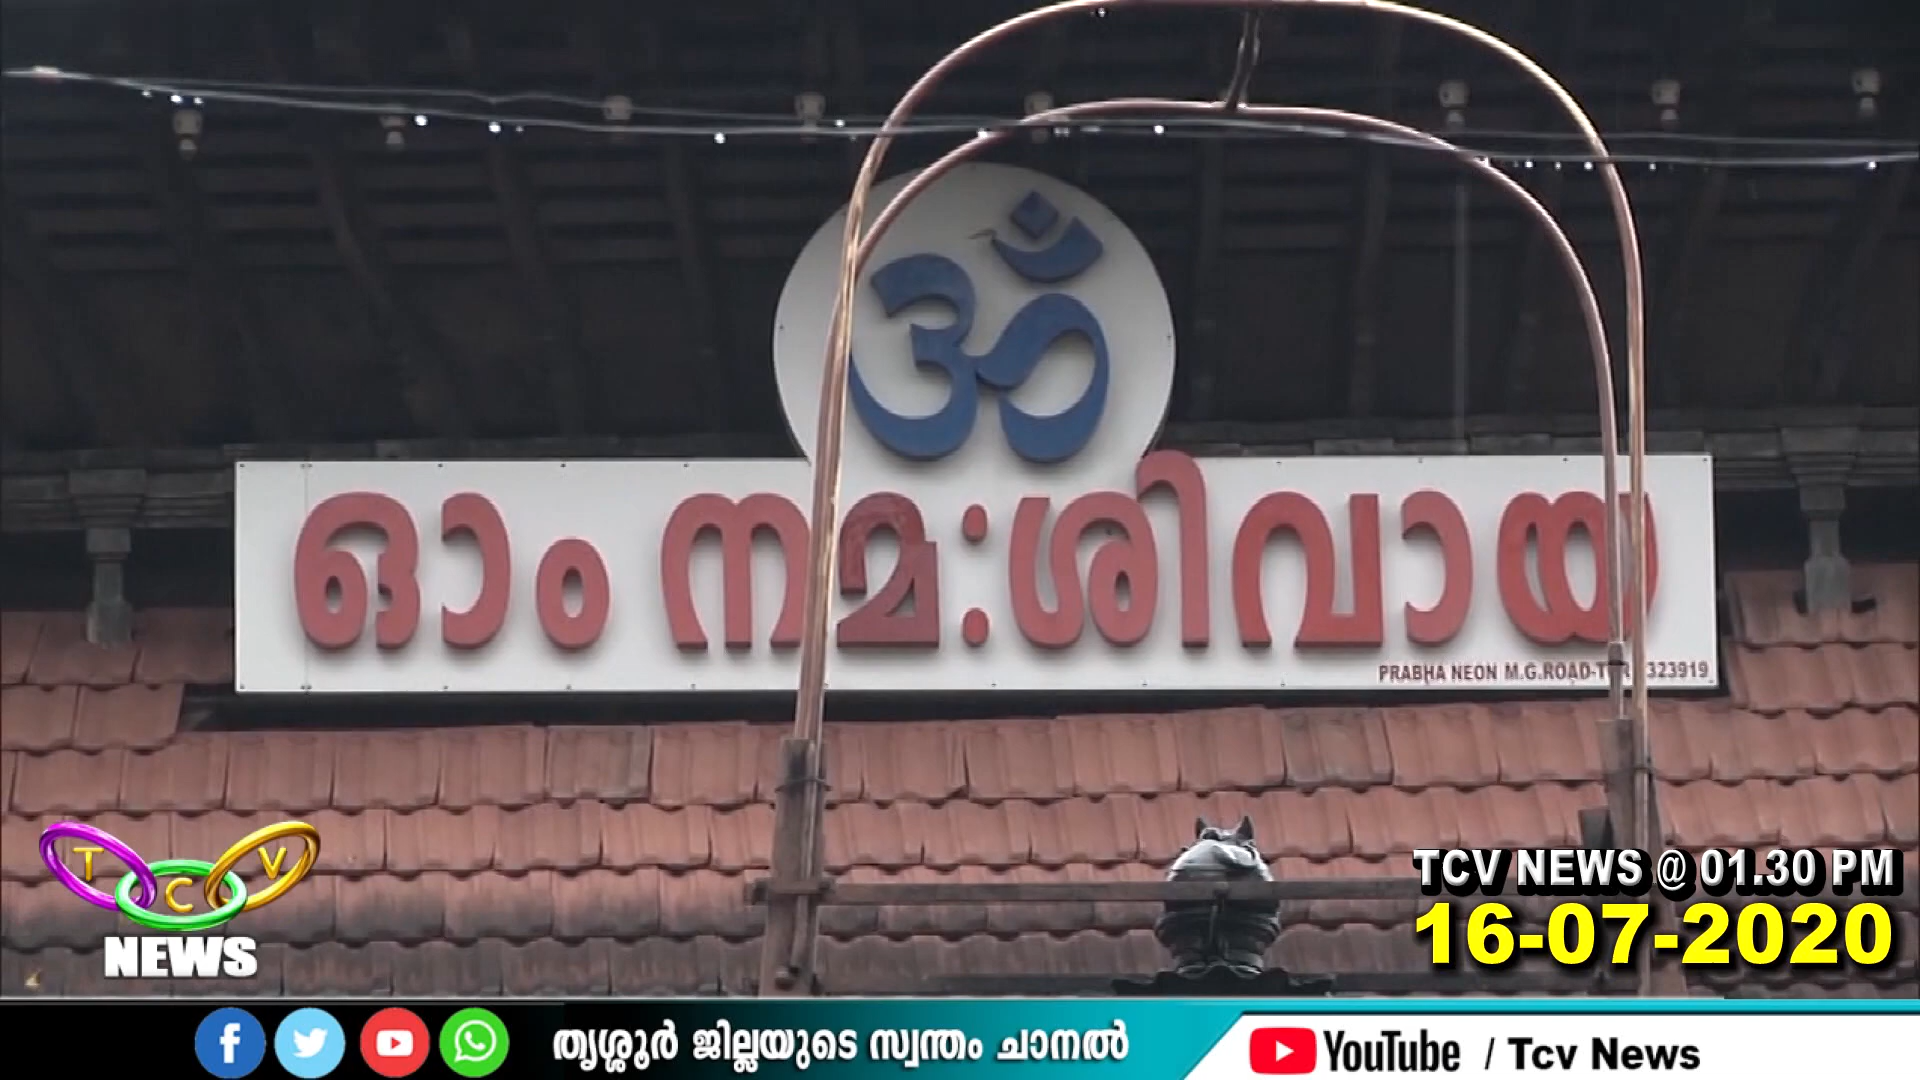 ॐ
ഓം നമ:ശിവായ
PRABHA NEON M.G.ROAD- 323919
T C V
NEWS
TCV NEWS @ 01.30 PM
16-07-2020
തൃശ്ശൂർ ജില്ലയുടെ സ്വന്തം ചാനൽ
YouTube / Tcv News